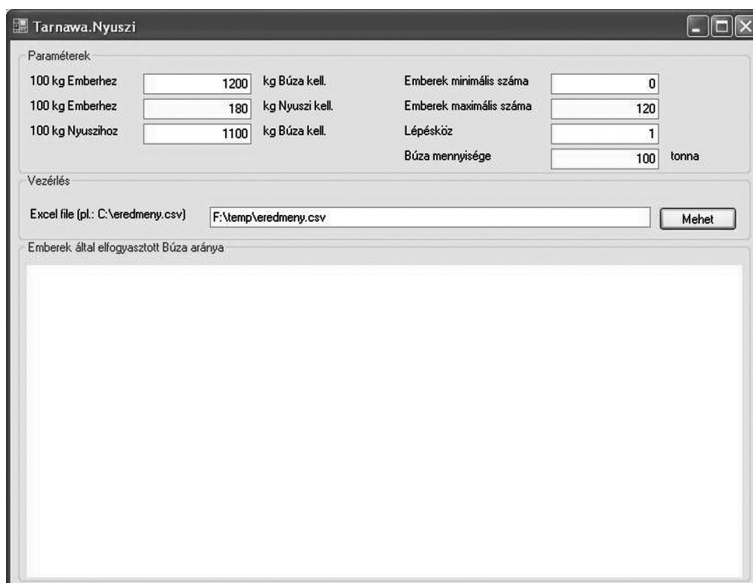 Tarnawa.Nyuszi
Paraméterek
100 kg Emberhez 1200 kg Búza kell. Emberek minimális száma 0
100 kg Emberhez 180 kg Nyuszi kell. Emberek maximális száma 120
100 kg Nyuszihoz 1100 kg Búza kell. Lépésköz 1
Búza mennyisége 100 tonna
Vezérlés
Excel file (pl.: C:\eredmeny.csv) F:\temp\eredmeny.csv Mehet
Emberek által elfogyasztott Búza aránya